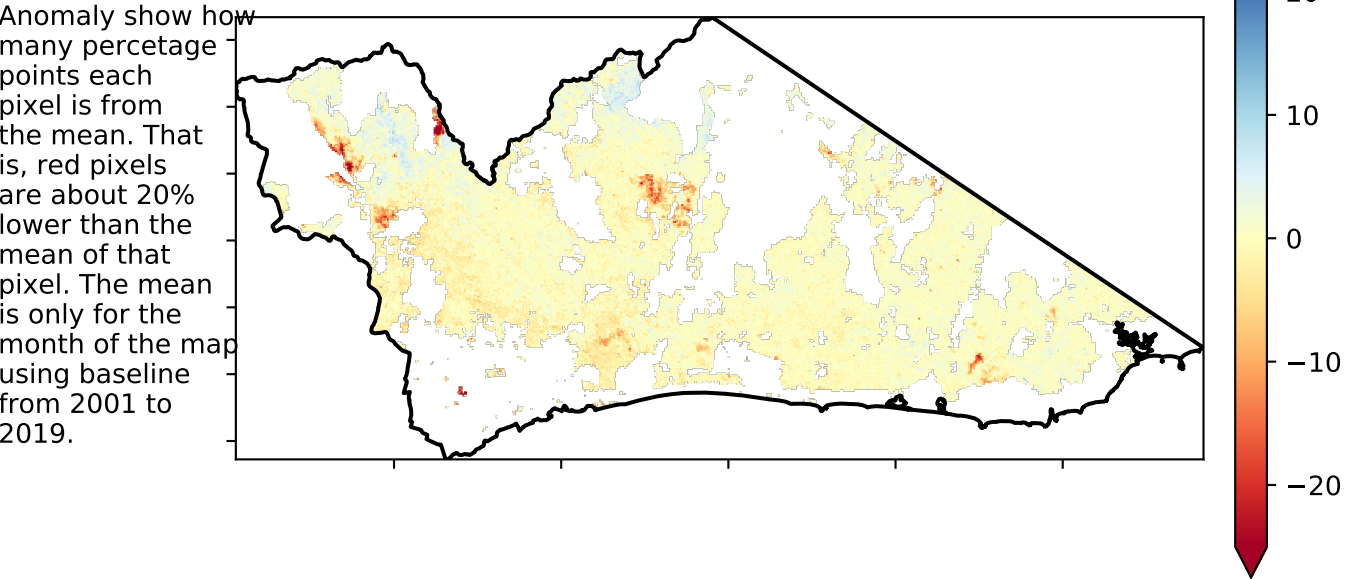 Anomaly show how
many percetage
points each
pixel is from
the mean. That
is, red pixels
are about 20%
lower than the
mean of that
pixel. The mean
is only for the
month of the map
using baseline
from 2001 to
2019.
10
0
−10
−20